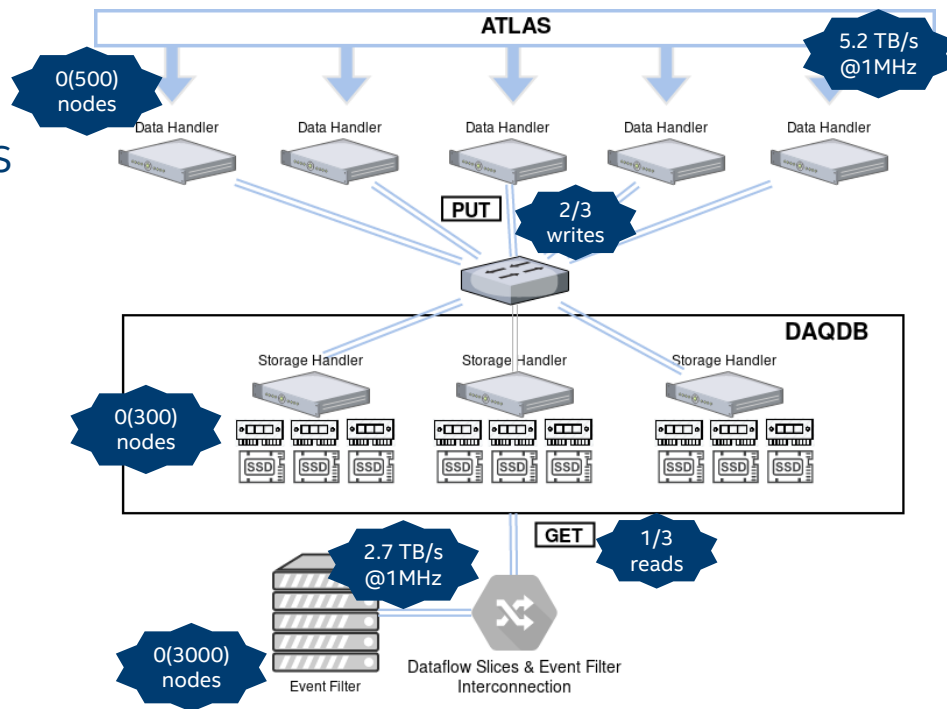 ATLAS
5.2 TB/s
@1MHz
0(500)
nodes
Data Handler
Data Handler
Data Handler
Data Handler
Data Handler
S
PUT
2/3
writes
DAQDB
Storage Handler
Storage Handler
Storage Handler
0(300)
nodes
SSD
SSD
SSD
SSD
SSD
SSD
SSD
SSD
SSD
GET
1/3
reads
2.7 TB/s
@1MHz
0(3000)
nodes
Event Filter
Dataflow Slices & Event Filter
Interconnection